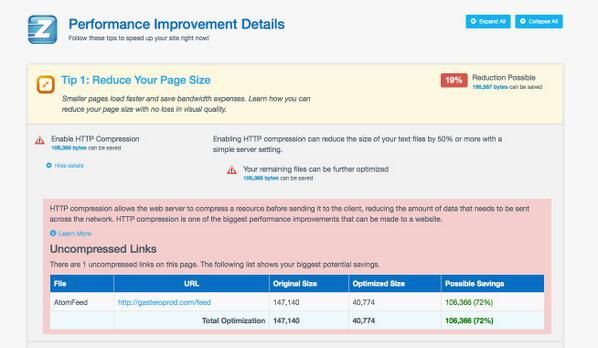 Performance Improvement Details
Follow these tips to speed up your site right now!
Expand All
Collapse All
Tip 1: Reduce Your Page Size
Smaller pages load faster and save bandwidth expenses. Learn how you can
reduce your page size with no loss in visual quality.
19%
Reduction Possible
196,567 bytes can be saved
Enable HTTP Compression
106,366 bytes can be saved
Hide details
Enabling HTTP compression can reduce the size of your text files by 50% or more with a
simple server setting.
Your remaining files can be further optimized
106,366 bytes can be saved
HTTP compression allows the web server to compress a resource before sending it to the client, reducing the amount of data that needs to be sent
across the network. HTTP compression is one of the biggest performance improvements that can be made to a website.
Learn More
Uncompressed Links
There are 1 uncompressed links on this page. The following list shows your biggest potential savings.
File URL Original Size Optimized Size Possible Savings
AtomFeed http://gasteroprod.com/feed 147,140 40,774 106,366 (72%)
Total Optimization 147,140 40,774 106,366 (72%)